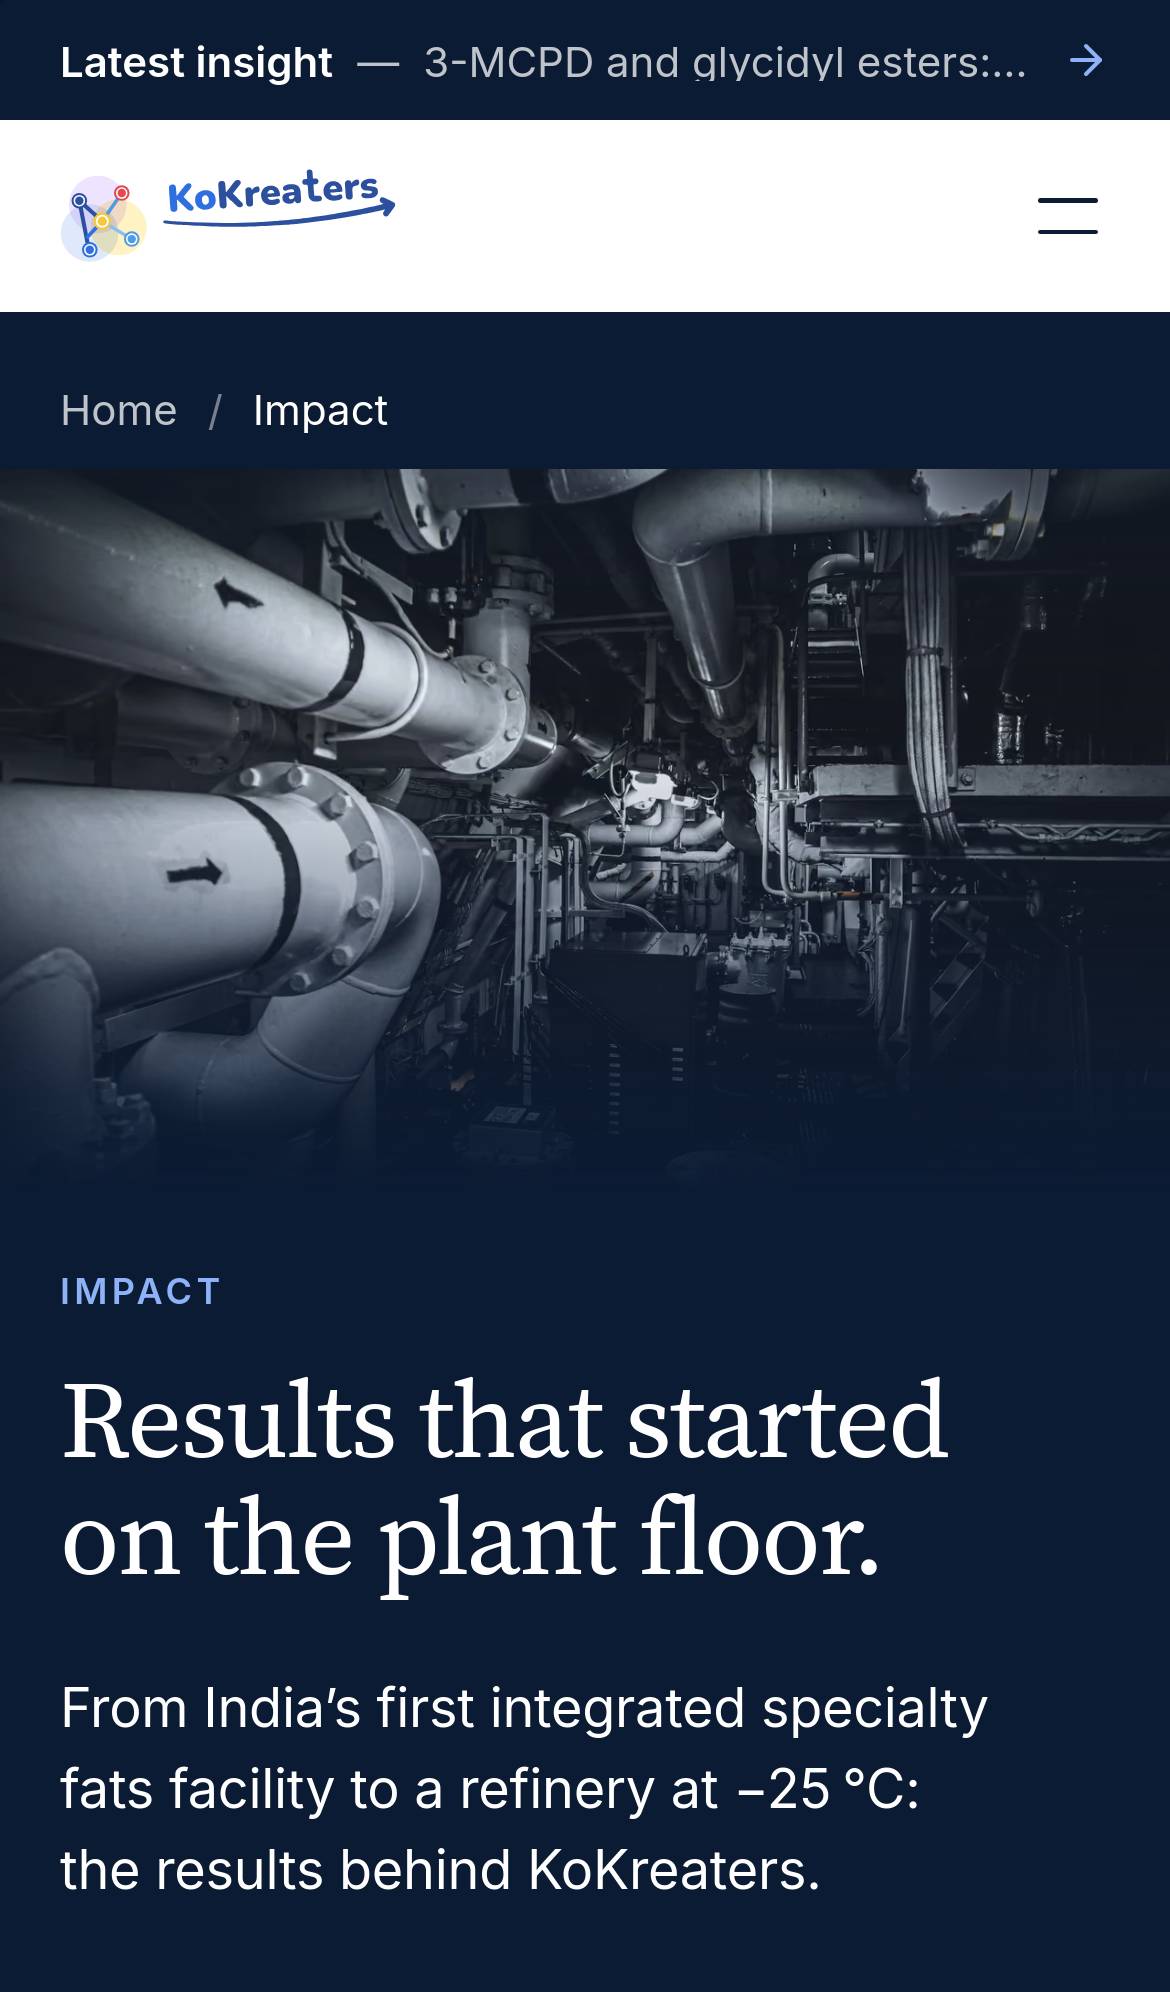 Latest insight — 3-MCPD and glycidyl esters:...
KoKreaters
Home / Impact
IMPACT
Results that started
on the plant floor.
From India’s first integrated specialty
fats facility to a refinery at −25 °C:
the results behind KoKreaters.